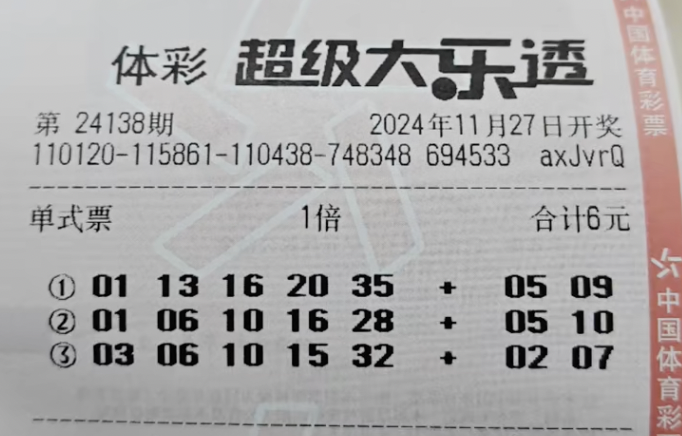 体彩 超级大乐透
第 24138期 2024年11月27日开奖
110120-115861-110438-748348 694533 axJvrQ
单式票 1倍 合计6元
① 01 13 16 20 35 + 05 09
② 01 06 10 16 28 + 05 10
③ 03 06 10 15 32 + 02 07
中国体育彩票
中国体育彩